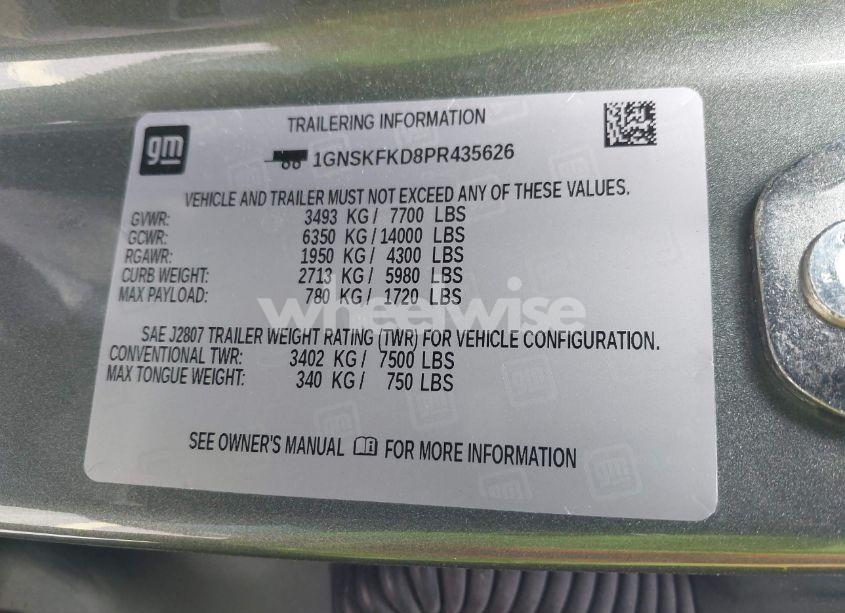 gm
TRAILERING INFORMATION
1GNSKFKD8PR435626
VEHICLE AND TRAILER MUST NOT EXCEED ANY OF THESE VALUES.
GVWR: 3493 KG / 7700 LBS
GCWR: 6350 KG / 14000 LBS
RGAWR: 1950 KG / 4300 LBS
CURB WEIGHT: 2713 KG / 5980 LBS
MAX PAYLOAD: 780 KG / 1720 LBS
wheelwise
SAE J2807 TRAILER WEIGHT RATING (TWR) FOR VEHICLE CONFIGURATION.
CONVENTIONAL TWR: 3402 KG / 7500 LBS
MAX TONGUE WEIGHT: 340 KG / 750 LBS
SEE OWNER'S MANUAL FOR MORE INFORMATION